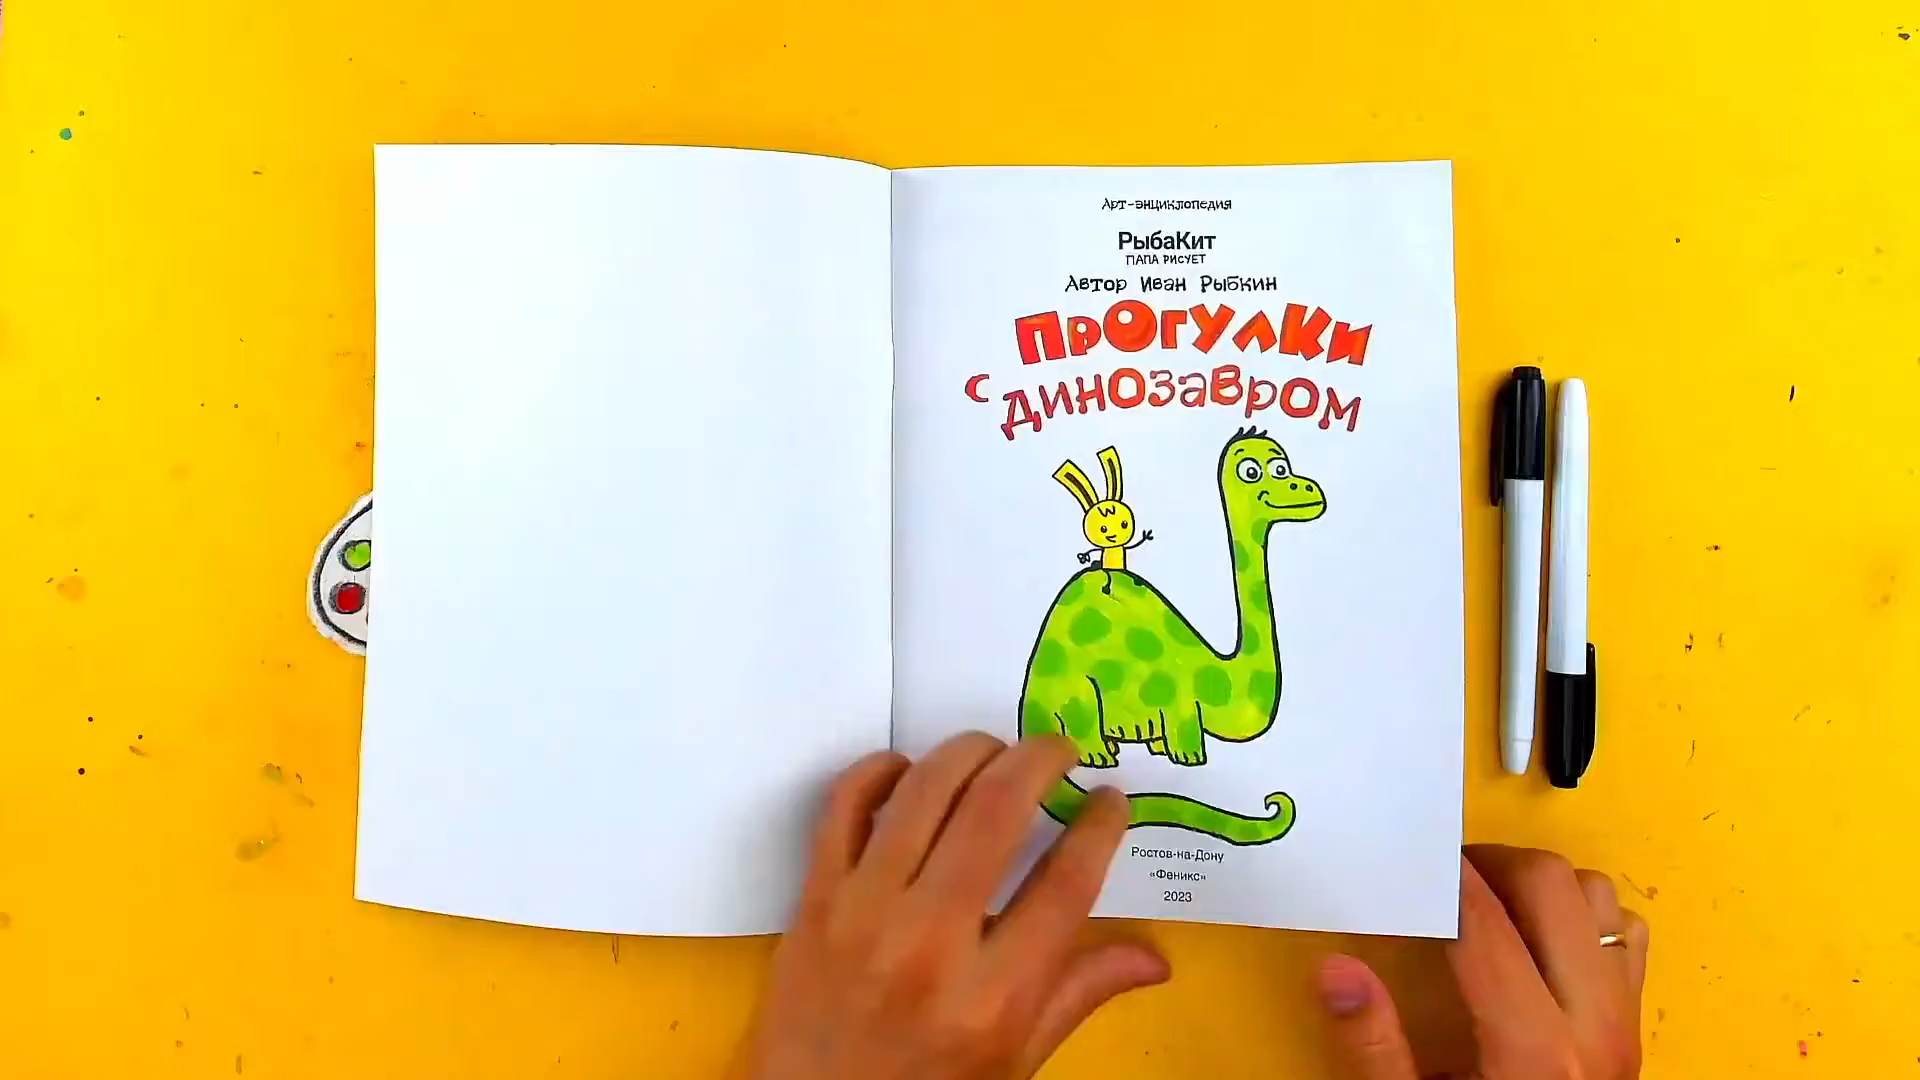 Арт-энциклопедия
РыбаКит
ПАПА РИСУЕТ
Автор Иван Рыбкин
ПРОГУЛКИ
с динозавром
Ростов-на-Дону
«Феникс»
2023